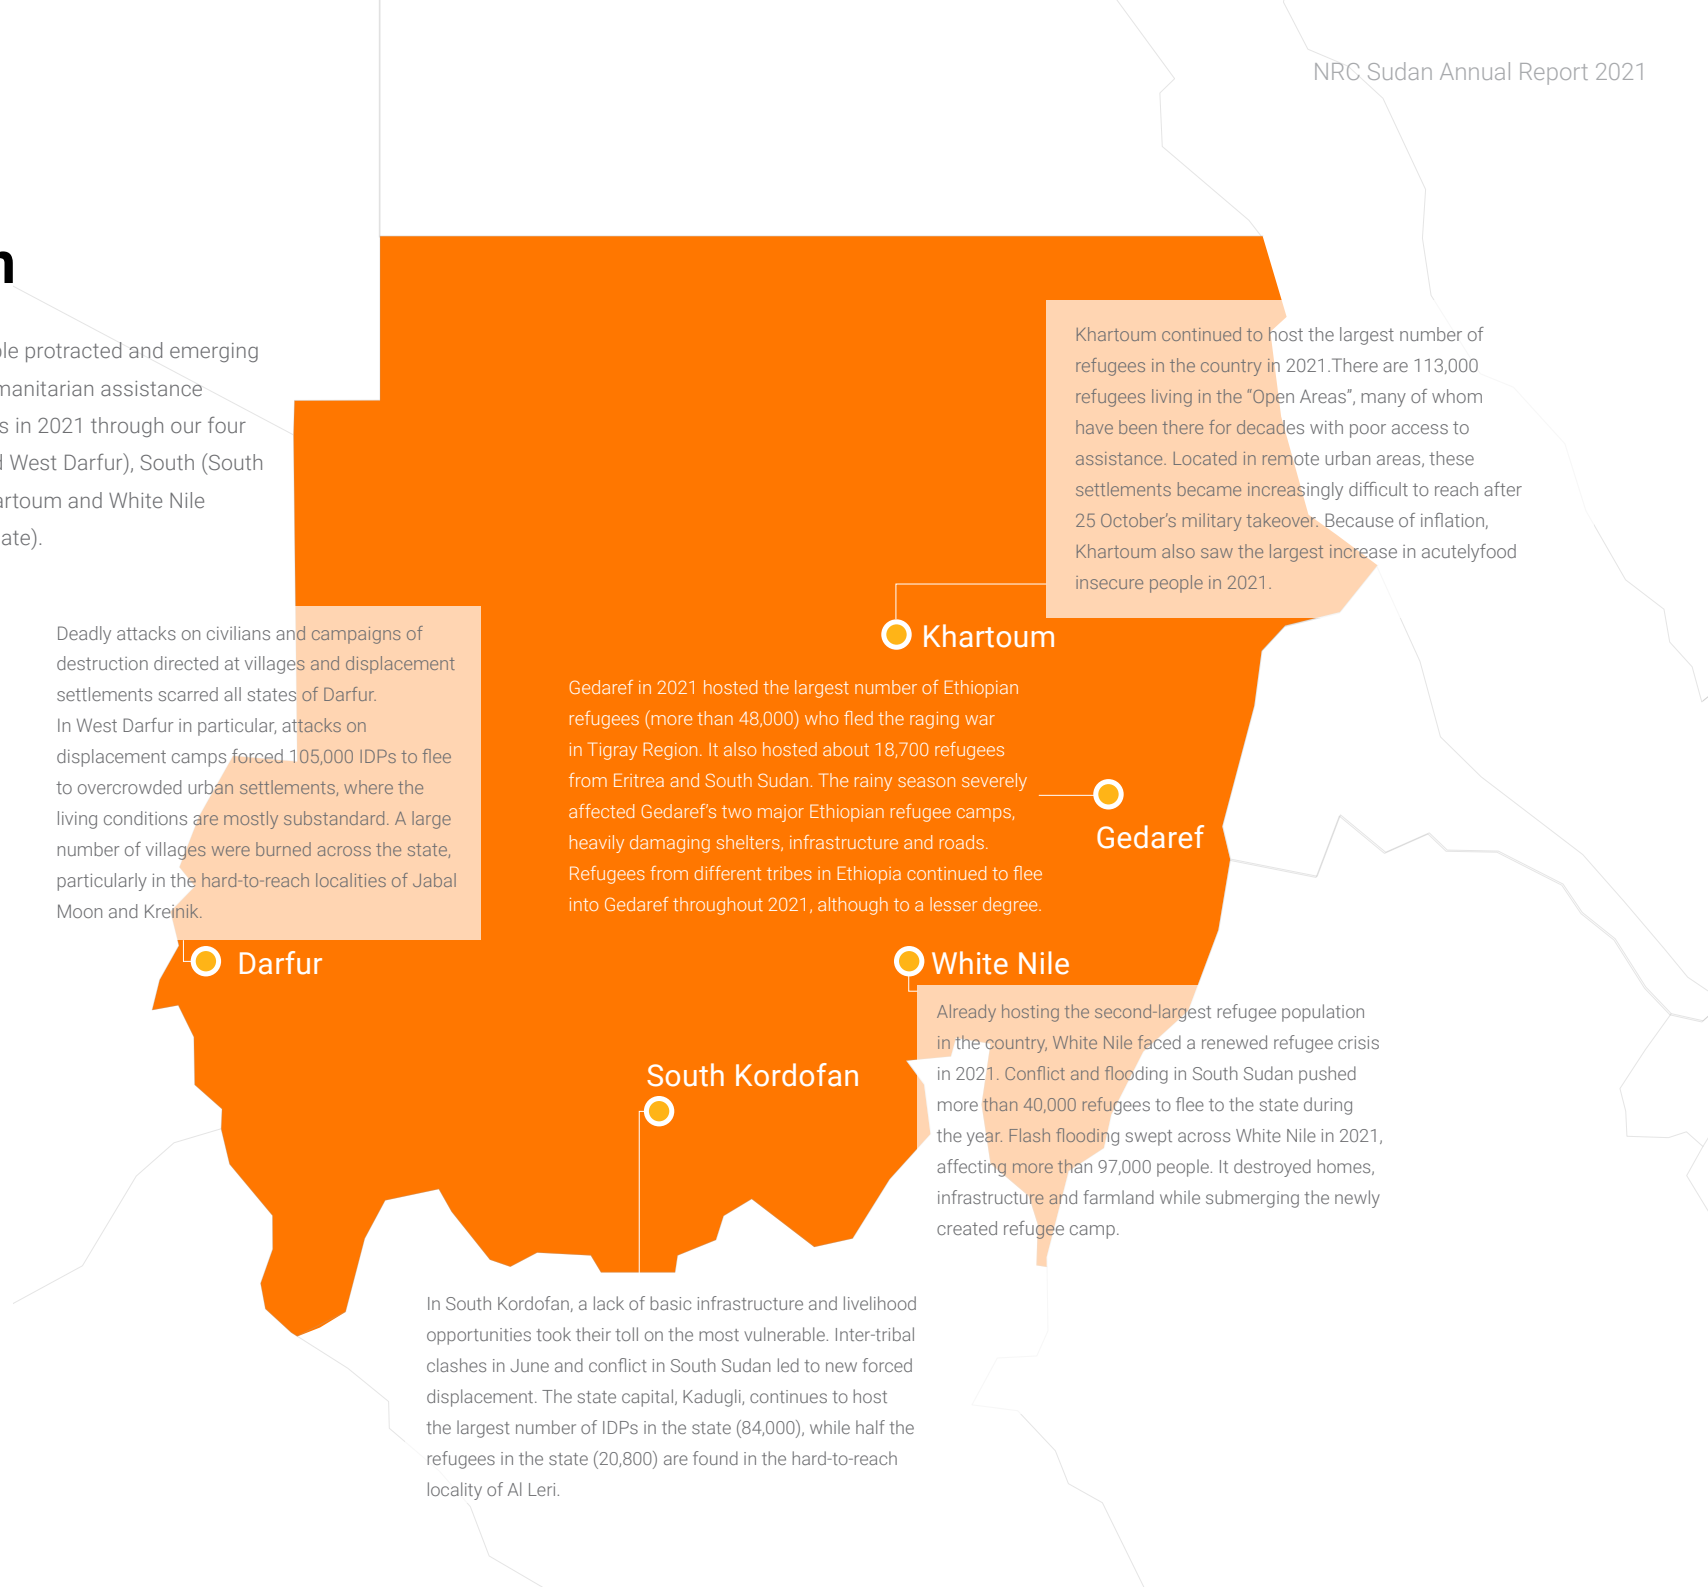 NRC Sudan Annual Report 2021
protracted and emerging
assistance
in 2021 through our four
West Darfur), South (South
and White Nile
Khartoum continued to host the largest number of
refugees in the country in 2021.There are 113,000
refugees living in the “Open Areas”, many of whom
have been there for decades with poor access to
assistance. Located in remote urban areas, these
settlements became increasingly difficult to reach after
25 October’s military takeover. Because of inflation,
Khartoum also saw the largest increase in acutelyfood
insecure people in 2021.
Khartoum
Deadly attacks on civilians and campaigns of
destruction directed at villages and displacement
settlements scarred all states of Darfur.
In West Darfur in particular, attacks on
displacement camps forced 105,000 IDPs to flee
to overcrowded urban settlements, where the
living conditions are mostly substandard. A large
number of villages were burned across the state,
particularly in the hard-to-reach localities of Jabal
Moon and Kreinik.
Darfur
Gedaref in 2021 hosted the largest number of Ethiopian
refugees (more than 48,000) who fled the raging war
in Tigray Region. It also hosted about 18,700 refugees
from Eritrea and South Sudan. The rainy season severely
affected Gedaref’s two major Ethiopian refugee camps,
heavily damaging shelters, infrastructure and roads.
Refugees from different tribes in Ethiopia continued to flee
into Gedaref throughout 2021, although to a lesser degree.
Gedaref
White Nile
Already hosting the second-largest refugee population
in the country, White Nile faced a renewed refugee crisis
in 2021. Conflict and flooding in South Sudan pushed
more than 40,000 refugees to flee to the state during
the year. Flash flooding swept across White Nile in 2021,
affecting more than 97,000 people. It destroyed homes,
infrastructure and farmland while submerging the newly
created refugee camp.
South Kordofan
In South Kordofan, a lack of basic infrastructure and livelihood
opportunities took their toll on the most vulnerable. Inter-tribal
clashes in June and conflict in South Sudan led to new forced
displacement. The state capital, Kadugli, continues to host
the largest number of IDPs in the state (84,000), while half the
refugees in the state (20,800) are found in the hard-to-reach
locality of Al Leri.